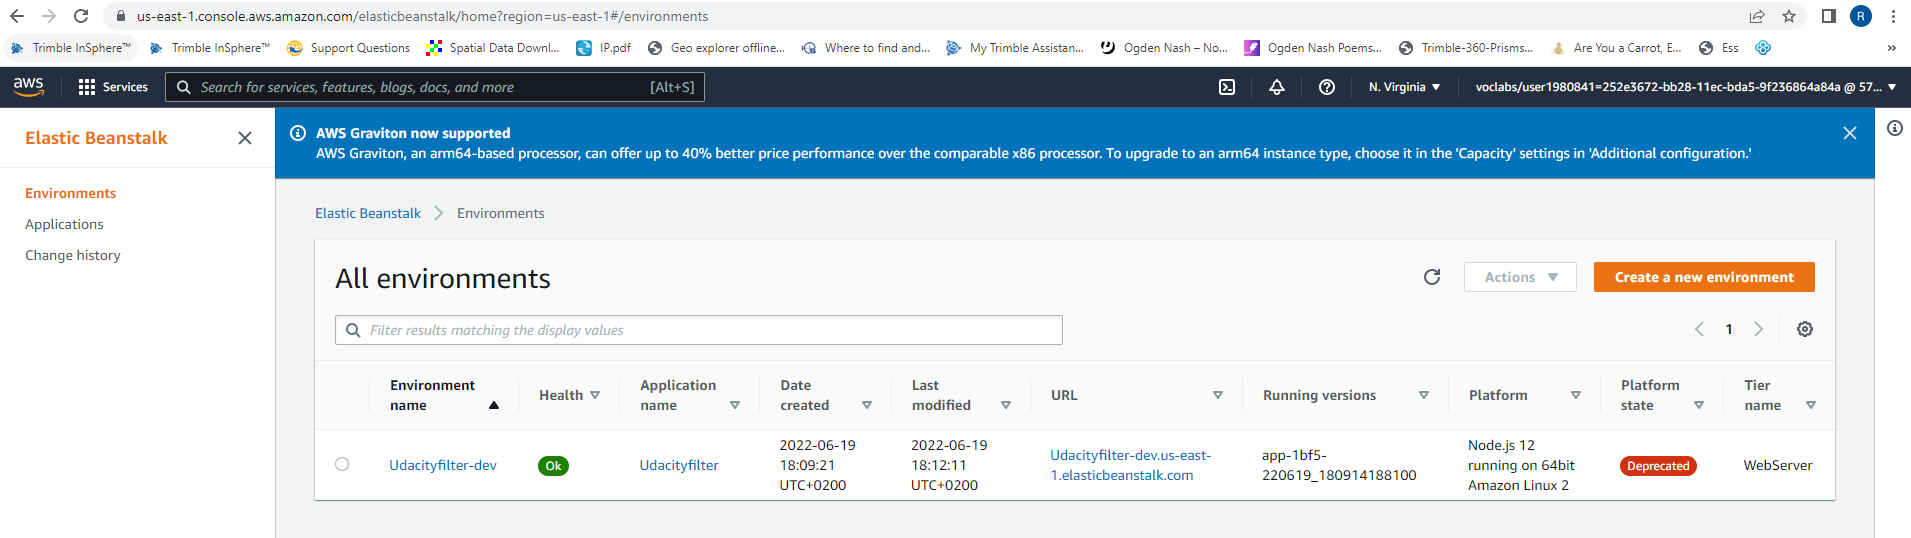 us-east-1.console.aws.amazon.com/elasticbeanstalk/home?region=us-east-1#/environments
R
Trimble InSphere™ Trimble InSphere™ Support Questions Spatial Data Downl... IP.pdf Geo explorer offline... Where to find and... My Trimble Assistan... Ogden Nash – No... Ogden Nash Poems... Trimble-360-Prisms... Are You a Carrot, E... Ess »
aws Services Search for services, features, blogs, docs, and more [Alt+S] N. Virginia voclabs/user1980841=252e3672-bb28-11ec-bda5-9f236864a84a @ 57...
Elastic Beanstalk
Environments
Applications
Change history
AWS Graviton now supported
AWS Graviton, an arm64-based processor, can offer up to 40% better price performance over the comparable x86 processor. To upgrade to an arm64 instance type, choose it in the 'Capacity' settings in 'Additional configuration.'
Elastic Beanstalk Environments
All environments
Actions
Create a new environment
Filter results matching the display values
1
Environment name
Health
Application name
Date created
Last modified
URL
Running versions
Platform
Platform state
Tier name
Udacityfilter-dev
Ok
Udacityfilter
2022-06-19
18:09:21
UTC+0200
2022-06-19
18:12:11
UTC+0200
Udacityfilter-dev.us-east-
1.elasticbeanstalk.com
app-1bf5-
220619_180914188100
Node.js 12
running on 64bit
Amazon Linux 2
Deprecated
WebServer